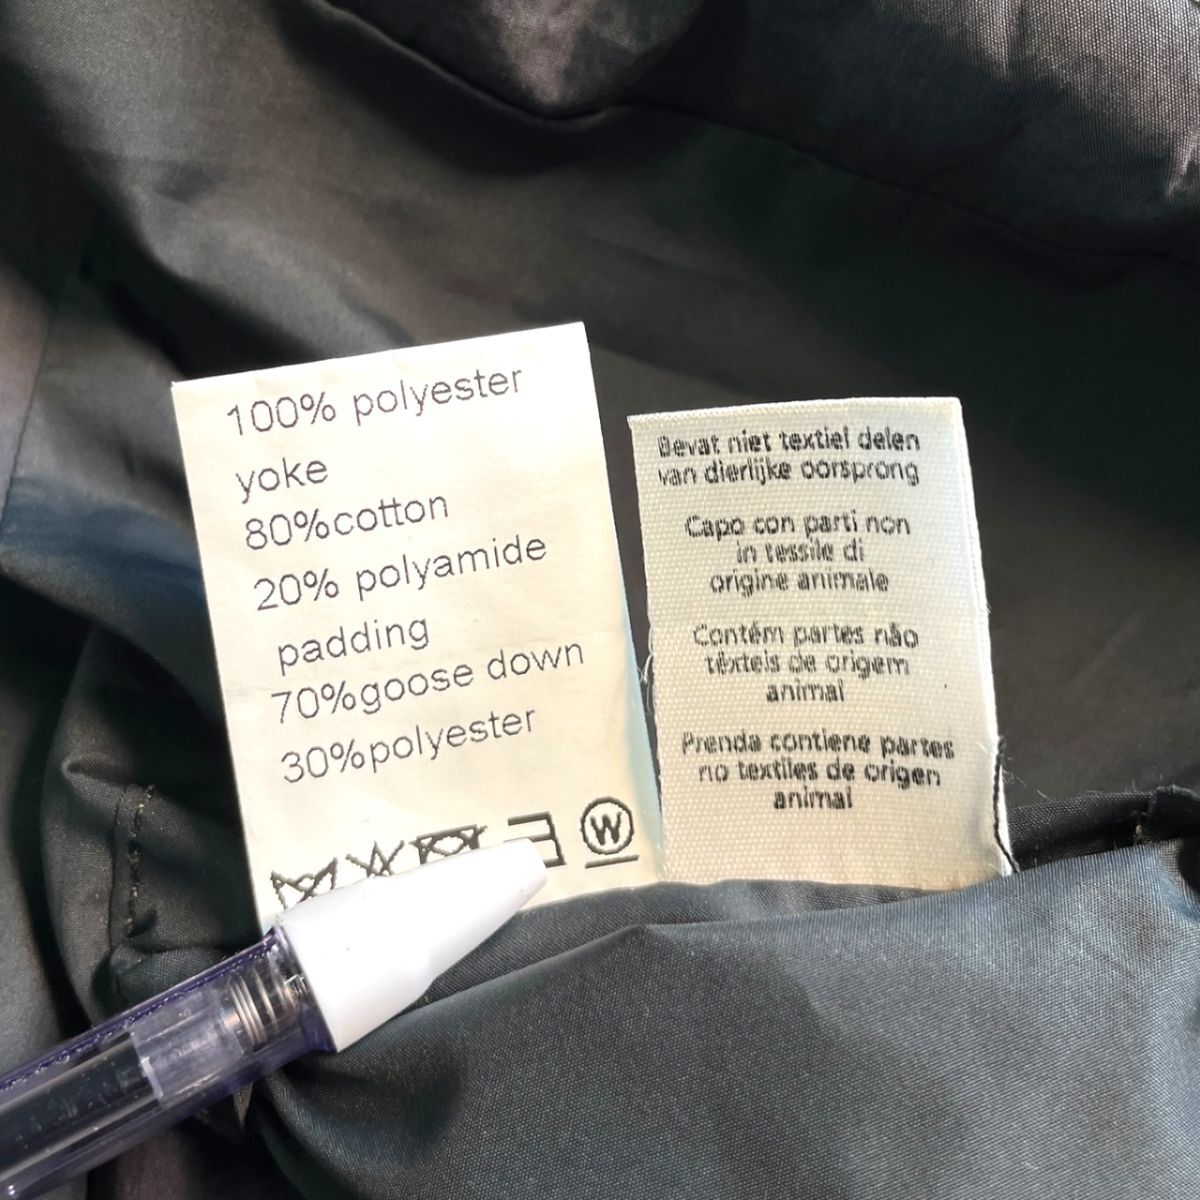 100% polyester
yoke
80%cotton
20% polyamide
padding
70%goose down
30%polyester
W
Bevat niet textiel delen
van dierlijke oorsprong
Capo con parti non
in tessile di
origine animale
Contém partes não
têxteis de origem
animal
Prenda contiene partes
no textiles de origen
animal